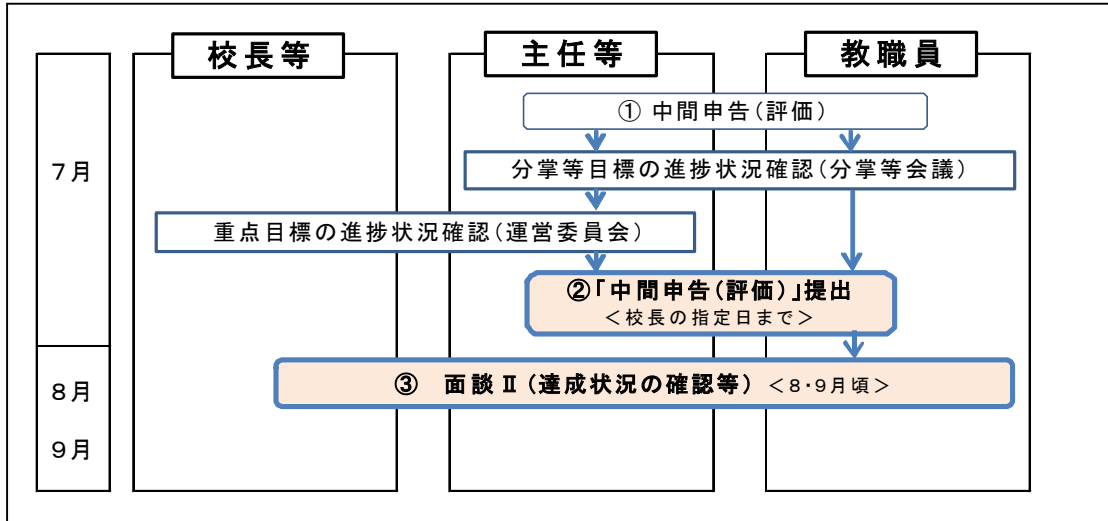 校長等
主任等
教職員
① 中間申告(評価)
7月
分掌等目標の進捗状況確認(分掌等会議)
重点目標の進捗状況確認(運営委員会)
②「中間申告(評価)」提出
＜校長の指定日まで＞
8月
③ 面談Ⅱ(達成状況の確認等) ＜8・9月頃＞
9月